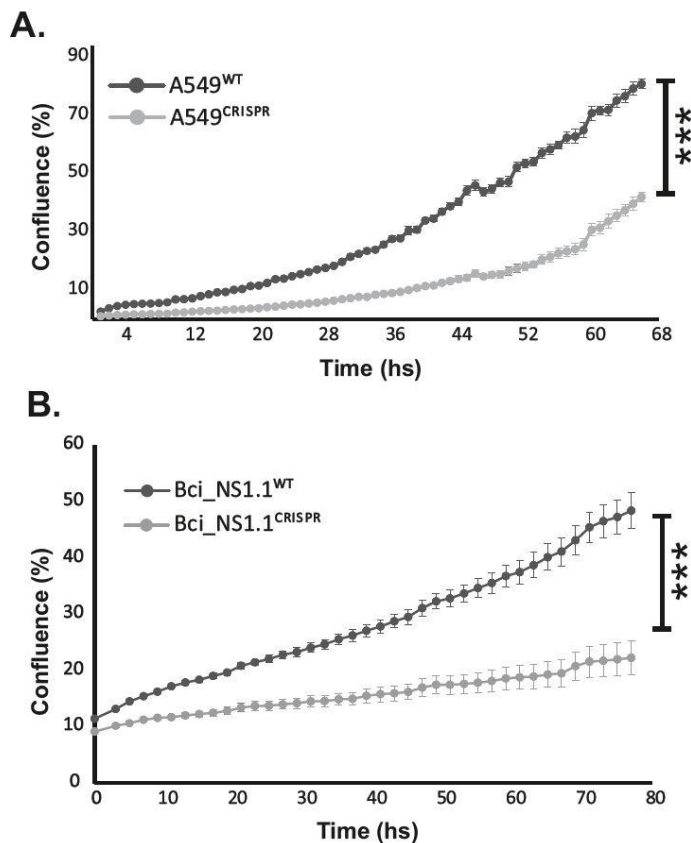 A.
90
70
50
30
10
Confluence (%)
A549WT
A549CRISPR
***
4 12 20 28 36 44 52 60 68
Time (hs)
B.
60
50
40
30
20
10
0
Confluence (%)
Bci_NS1.1WT
Bci_NS1.1CRISPR
***
0 10 20 30 40 50 60 70 80
Time (hs)